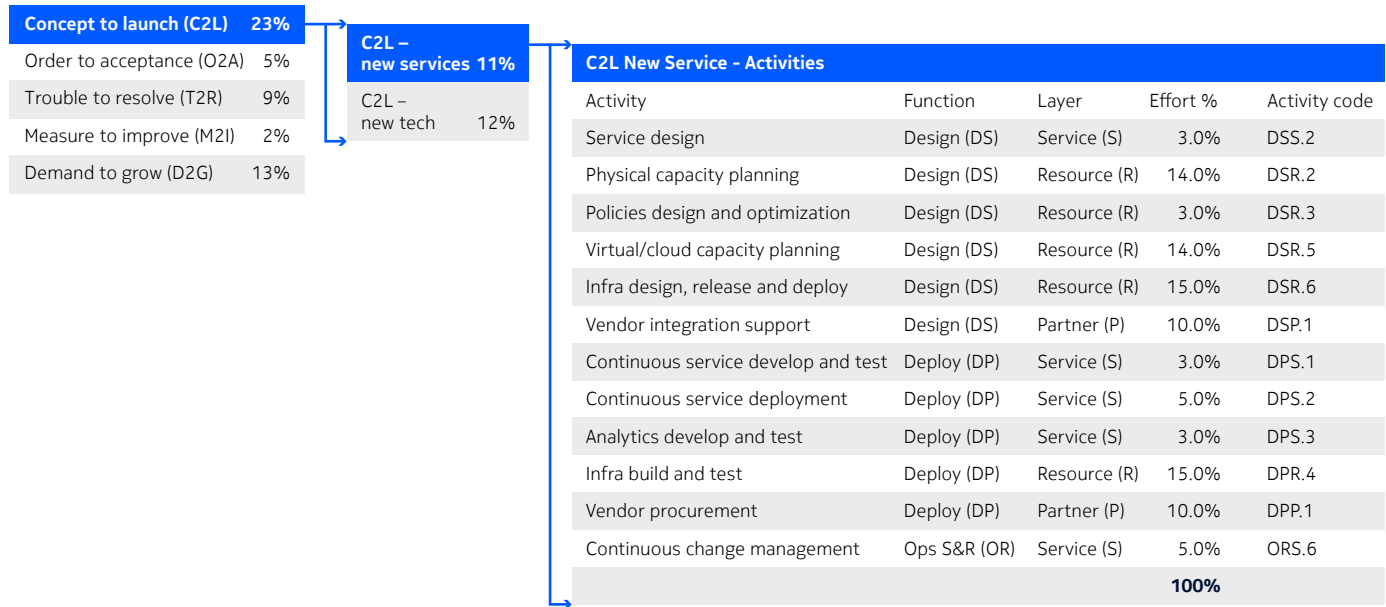 Concept to launch (C2L) 23%
Order to acceptance (O2A) 5%
Trouble to resolve (T2R) 9%
Measure to improve (M2I) 2%
Demand to grow (D2G) 13%
C2L –
new services 11%
C2L –
new tech 12%
C2L New Service - Activities
Activity Function Layer Effort % Activity code
Service design Design (DS) Service (S) 3.0% DSS.2
Physical capacity planning Design (DS) Resource (R) 14.0% DSR.2
Policies design and optimization Design (DS) Resource (R) 3.0% DSR.3
Virtual/cloud capacity planning Design (DS) Resource (R) 14.0% DSR.5
Infra design, release and deploy Design (DS) Resource (R) 15.0% DSR.6
Vendor integration support Design (DS) Partner (P) 10.0% DSP.1
Continuous service develop and test Deploy (DP) Service (S) 3.0% DPS.1
Continuous service deployment Deploy (DP) Service (S) 5.0% DPS.2
Analytics develop and test Deploy (DP) Service (S) 3.0% DPS.3
Infra build and test Deploy (DP) Resource (R) 15.0% DPR.4
Vendor procurement Deploy (DP) Partner (P) 10.0% DPP.1
Continuous change management Ops S&R (OR) Service (S) 5.0% ORS.6
100%